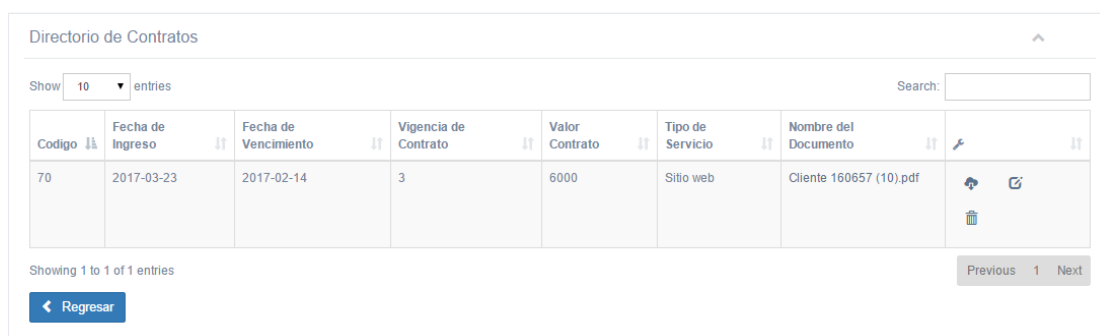 Directorio de Contratos
Show 10 entries Search:
Codigo Fecha de Ingreso Fecha de Vencimiento Vigencia de Contrato Valor Contrato Tipo de Servicio Nombre del Documento
70 2017-03-23 2017-02-14 3 6000 Sitio web Cliente 160657 (10).pdf
Showing 1 to 1 of 1 entries Previous 1 Next
Regresar